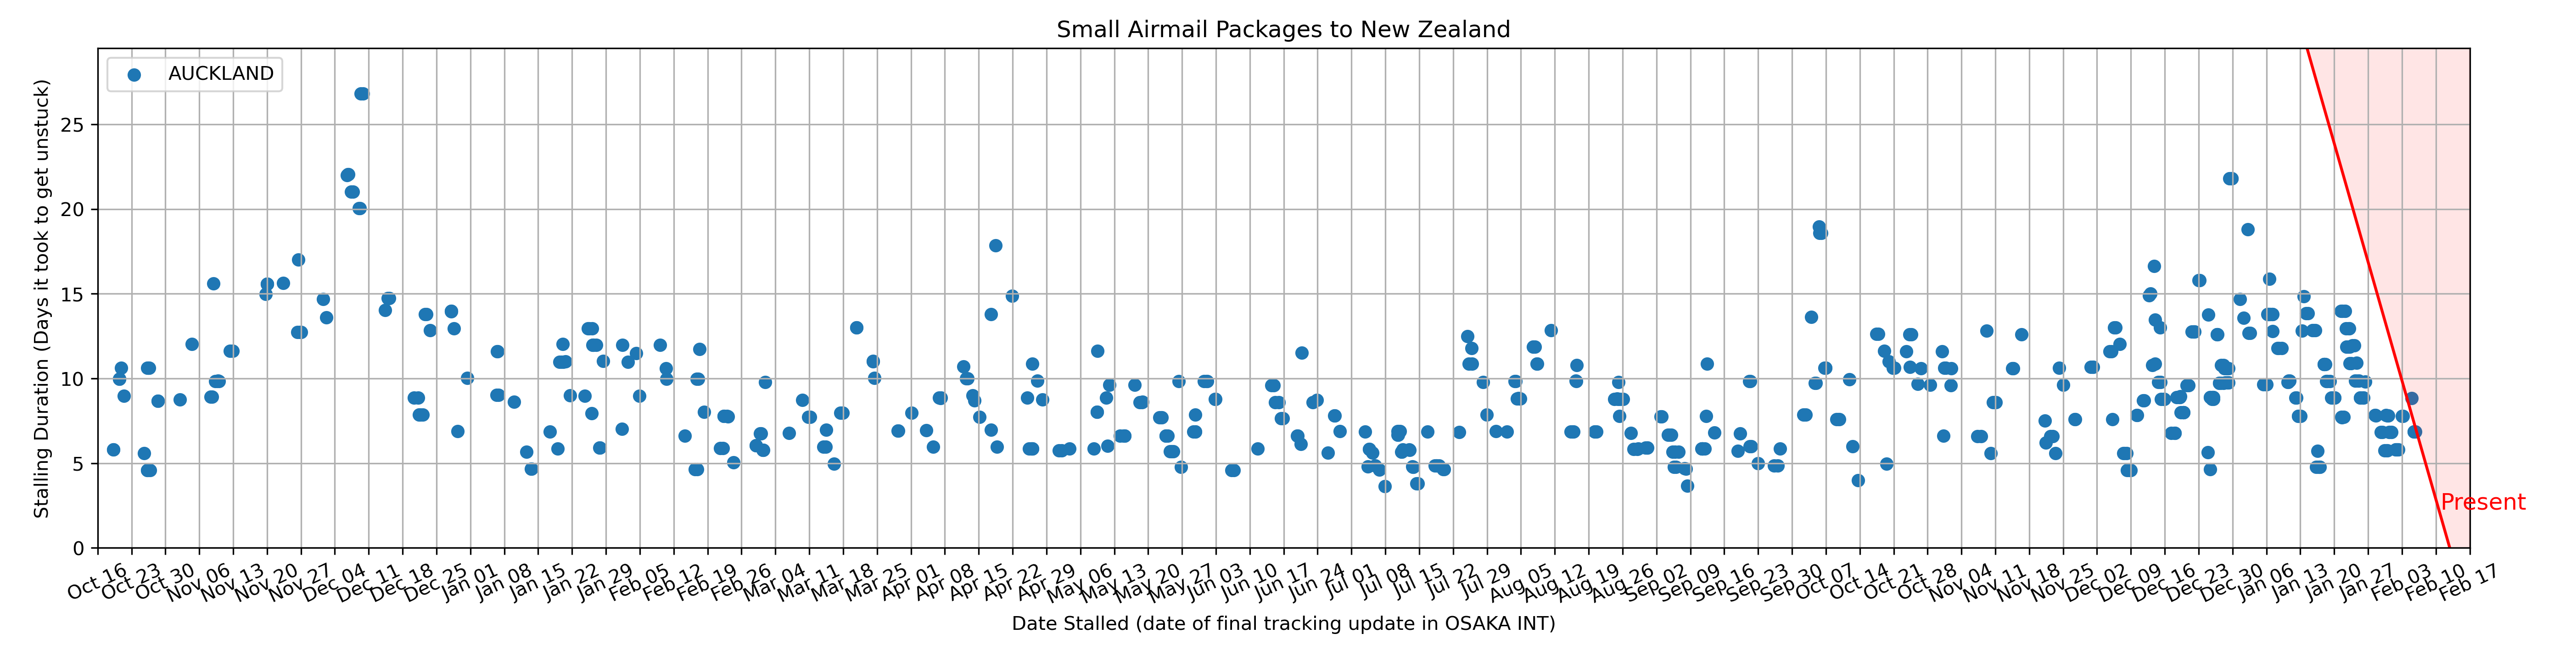 Small Airmail Packages to New Zealand
AUCKLAND
Stalling Duration (Days it took to get unstuck)
25
20
15
10
5
0
Present
Oct 16 Oct 23 Oct 30 Nov 06 Nov 13 Nov 20 Nov 27 Dec 04 Dec 11 Dec 18 Dec 25 Jan 01 Jan 08 Jan 15 Jan 22 Jan 29 Feb 05 Feb 12 Feb 19 Feb 26 Mar 04 Mar 11 Mar 18 Mar 25 Apr 01 Apr 08 Apr 15 Apr 22 Apr 29 May 06 May 13 May 20 May 27 Jun 03 Jun 10 Jun 17 Jun 24 Jul 01 Jul 08 Jul 15 Jul 22 Jul 29 Aug 05 Aug 12 Aug 19 Aug 26 Sep 02 Sep 09 Sep 16 Sep 23 Sep 30 Oct 07 Oct 14 Oct 21 Oct 28 Nov 04 Nov 11 Nov 18 Nov 25 Dec 02 Dec 09 Dec 16 Dec 23 Dec 30 Jan 06 Jan 13 Jan 20 Jan 27 Feb 03 Feb 10 Feb 17
Date Stalled (date of final tracking update in OSAKA INT)